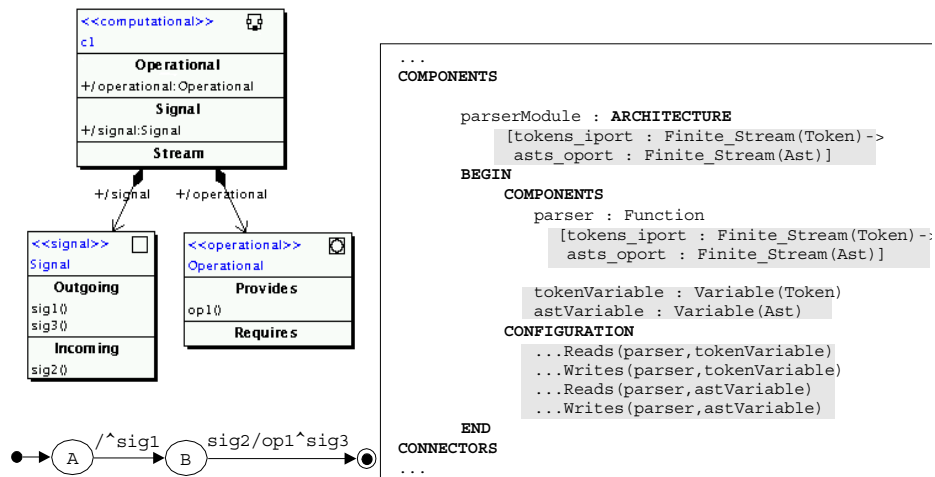 <<computational>>
c1
Operational
+/operational:Operational
Signal
+/signal:Signal
Stream
+/signal
+/operational
<<signal>>
Signal
Outgoing
sig1()
sig3()
Incoming
sig2()
<<operational>>
Operational
Provides
op1()
Requires
A
/^sig1
B
sig2/op1^sig3
...
COMPONENTS
parserModule : ARCHITECTURE
[tokens_iport : Finite_Stream(Token)->
asts_oport : Finite_Stream(Ast)]
BEGIN
COMPONENTS
parser : Function
[tokens_iport : Finite_Stream(Token)->
asts_oport : Finite_Stream(Ast)]
tokenVariable : Variable(Token)
astVariable : Variable(Ast)
CONFIGURATION
...Reads(parser,tokenVariable)
...Writes(parser,tokenVariable)
...Reads(parser,astVariable)
...Writes(parser,astVariable)
END
CONNECTORS
...